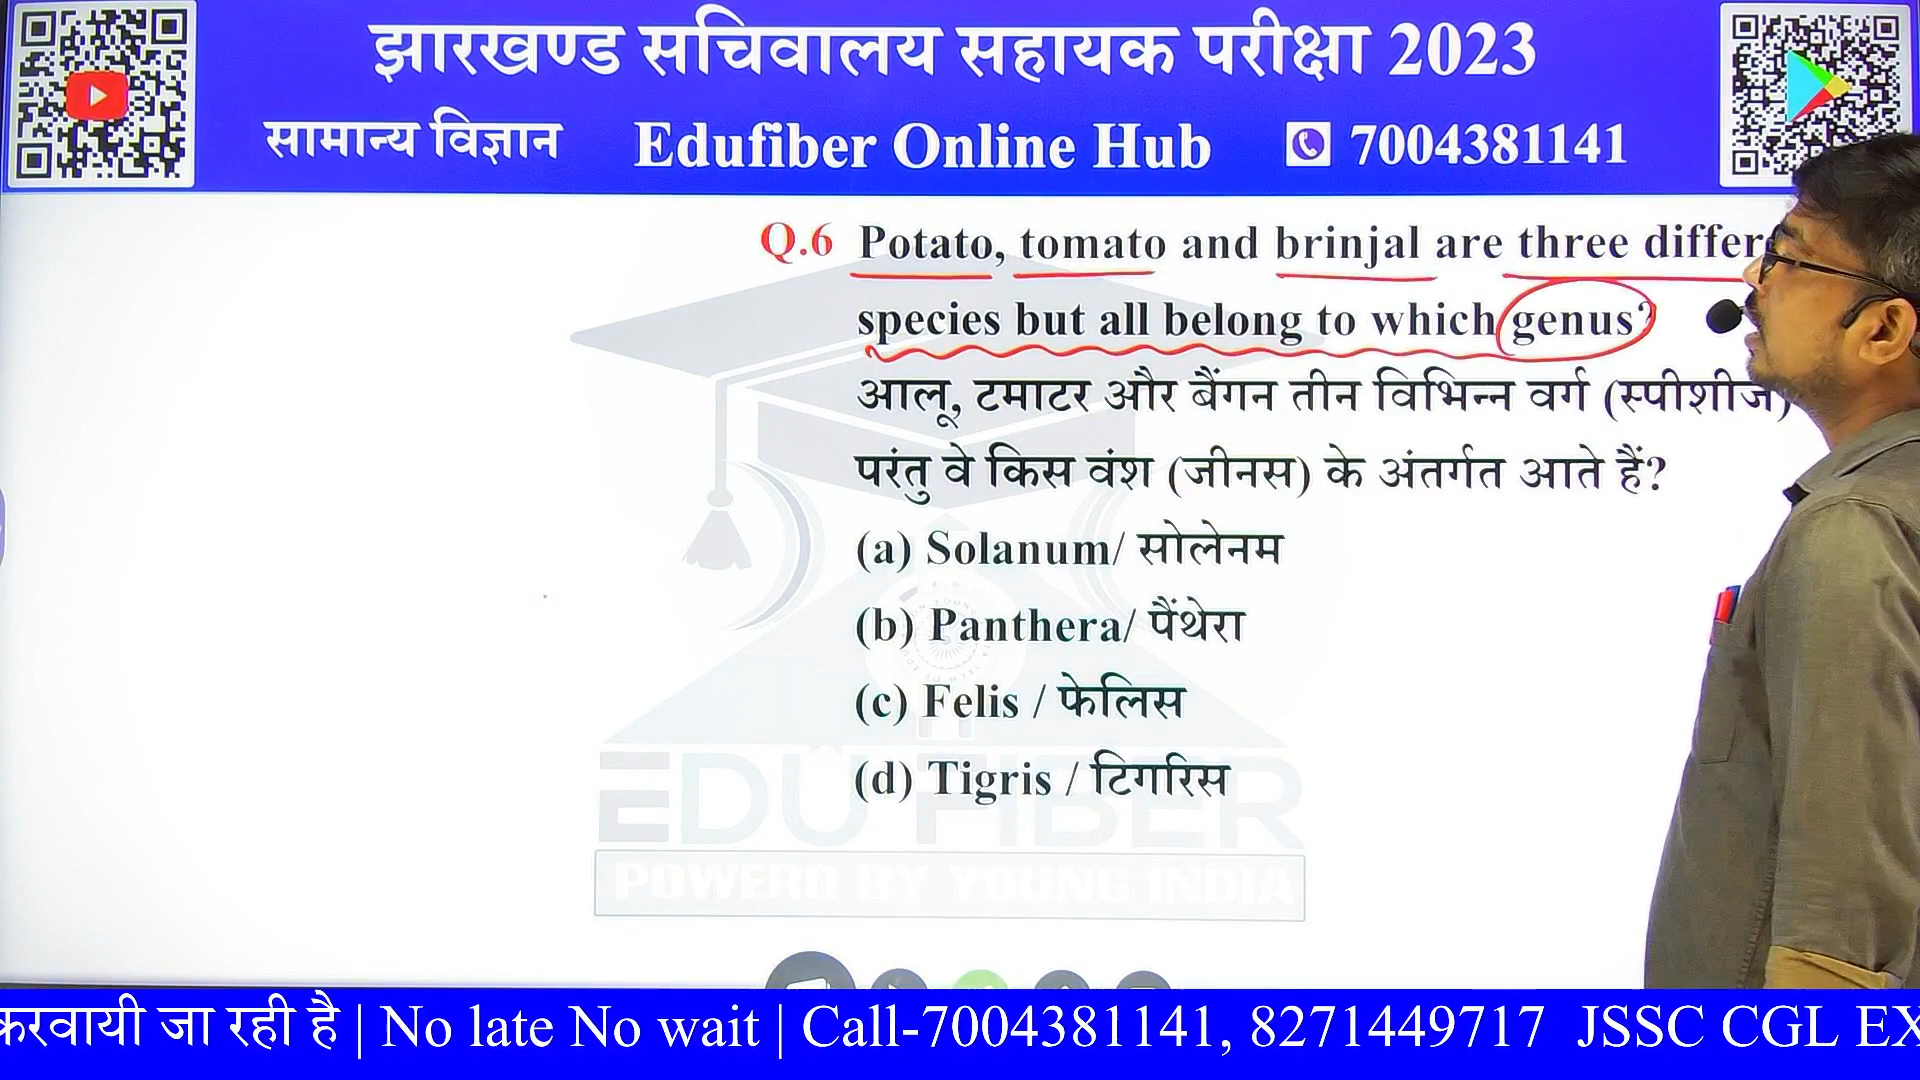 झारखण्ड सचिवालय सहायक परीक्षा 2023
सामान्य विज्ञान Edufiber Online Hub 7004381141
Q.6 Potato, tomato and brinjal are three differ
species but all belong to which genus?
आलू, टमाटर और बैंगन तीन विभिन्न वर्ग (स्पीशीज)
परंतु वे किस वंश (जीनस) के अंतर्गत आते हैं?
(a) Solanum/ सोलेनम
(b) Panthera/ पैंथेरा
(c) Felis / फेलिस
(d) Tigris / टिगरिस
EDU FIBER
POWERD BY YOUNG INDIA
करवायी जा रही है | No late No wait | Call-7004381141, 8271449717 JSSC CGL EX